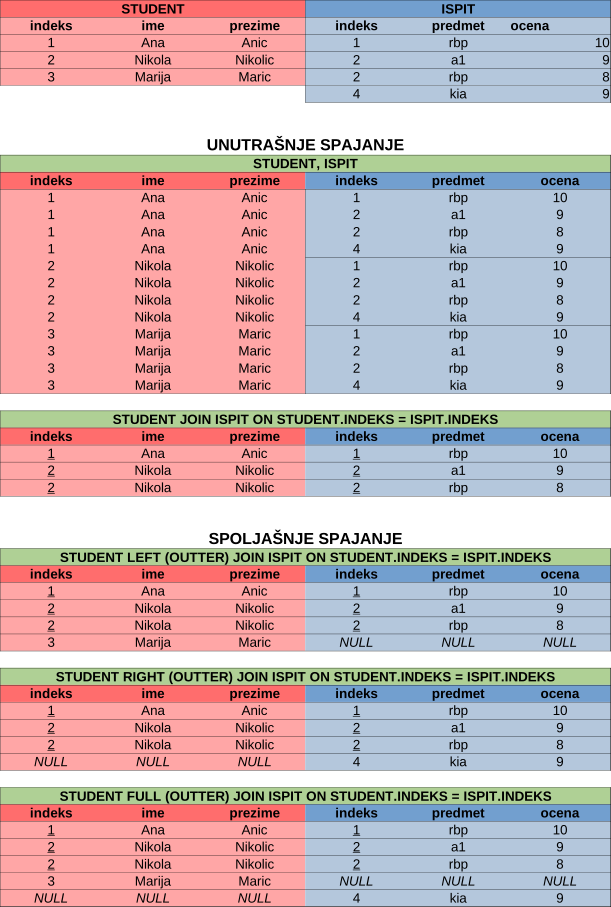 STUDENT ISPIT
indeks ime prezime indeks predmet ocena
1 Ana Anic 1 rbp 10
2 Nikola Nikolic 2 a1 9
3 Marija Maric 2 rbp 8
4 kia 9
UNUTRAŠNJE SPAJANJE
STUDENT, ISPIT
indeks ime prezime indeks predmet ocena
1 Ana Anic 1 rbp 10
1 Ana Anic 2 a1 9
1 Ana Anic 2 rbp 8
1 Ana Anic 4 kia 9
2 Nikola Nikolic 1 rbp 10
2 Nikola Nikolic 2 a1 9
2 Nikola Nikolic 2 rbp 8
2 Nikola Nikolic 4 kia 9
3 Marija Maric 1 rbp 10
3 Marija Maric 2 a1 9
3 Marija Maric 2 rbp 8
3 Marija Maric 4 kia 9
STUDENT JOIN ISPIT ON STUDENT.INDEKS = ISPIT.INDEKS
indeks ime prezime indeks predmet ocena
1 Ana Anic 1 rbp 10
2 Nikola Nikolic 2 a1 9
2 Nikola Nikolic 2 rbp 8
SPOLJAŠNJE SPAJANJE
STUDENT LEFT (OUTTER) JOIN ISPIT ON STUDENT.INDEKS = ISPIT.INDEKS
indeks ime prezime indeks predmet ocena
1 Ana Anic 1 rbp 10
2 Nikola Nikolic 2 a1 9
2 Nikola Nikolic 2 rbp 8
3 Marija Maric NULL NULL NULL
STUDENT RIGHT (OUTTER) JOIN ISPIT ON STUDENT.INDEKS = ISPIT.INDEKS
indeks ime prezime indeks predmet ocena
1 Ana Anic 1 rbp 10
2 Nikola Nikolic 2 a1 9
2 Nikola Nikolic 2 rbp 8
NULL NULL NULL 4 kia 9
STUDENT FULL (OUTTER) JOIN ISPIT ON STUDENT.INDEKS = ISPIT.INDEKS
indeks ime prezime indeks predmet ocena
1 Ana Anic 1 rbp 10
2 Nikola Nikolic 2 a1 9
2 Nikola Nikolic 2 rbp 8
3 Marija Maric NULL NULL NULL
NULL NULL NULL 4 kia 9